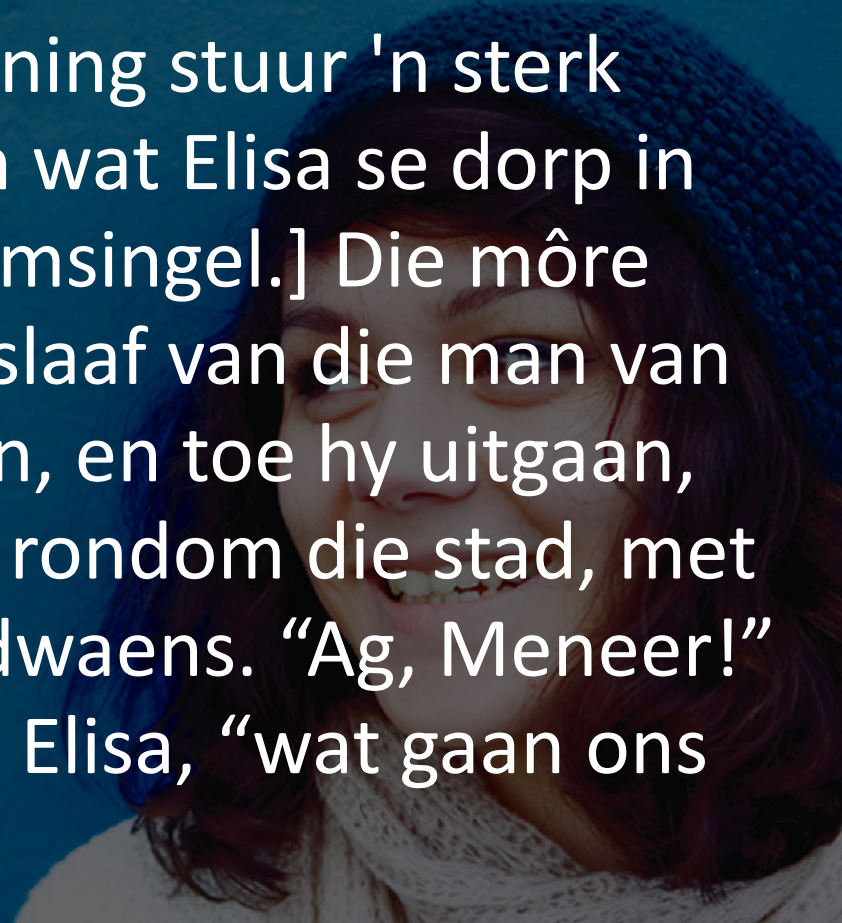 ning stuur 'n sterk
wat Elisa se dorp in
msingel.] Die môre
slaaf van die man van
n, en toe hy uitgaan,
rondom die stad, met
dwaens. “Ag, Meneer!”
Elisa, “wat gaan ons